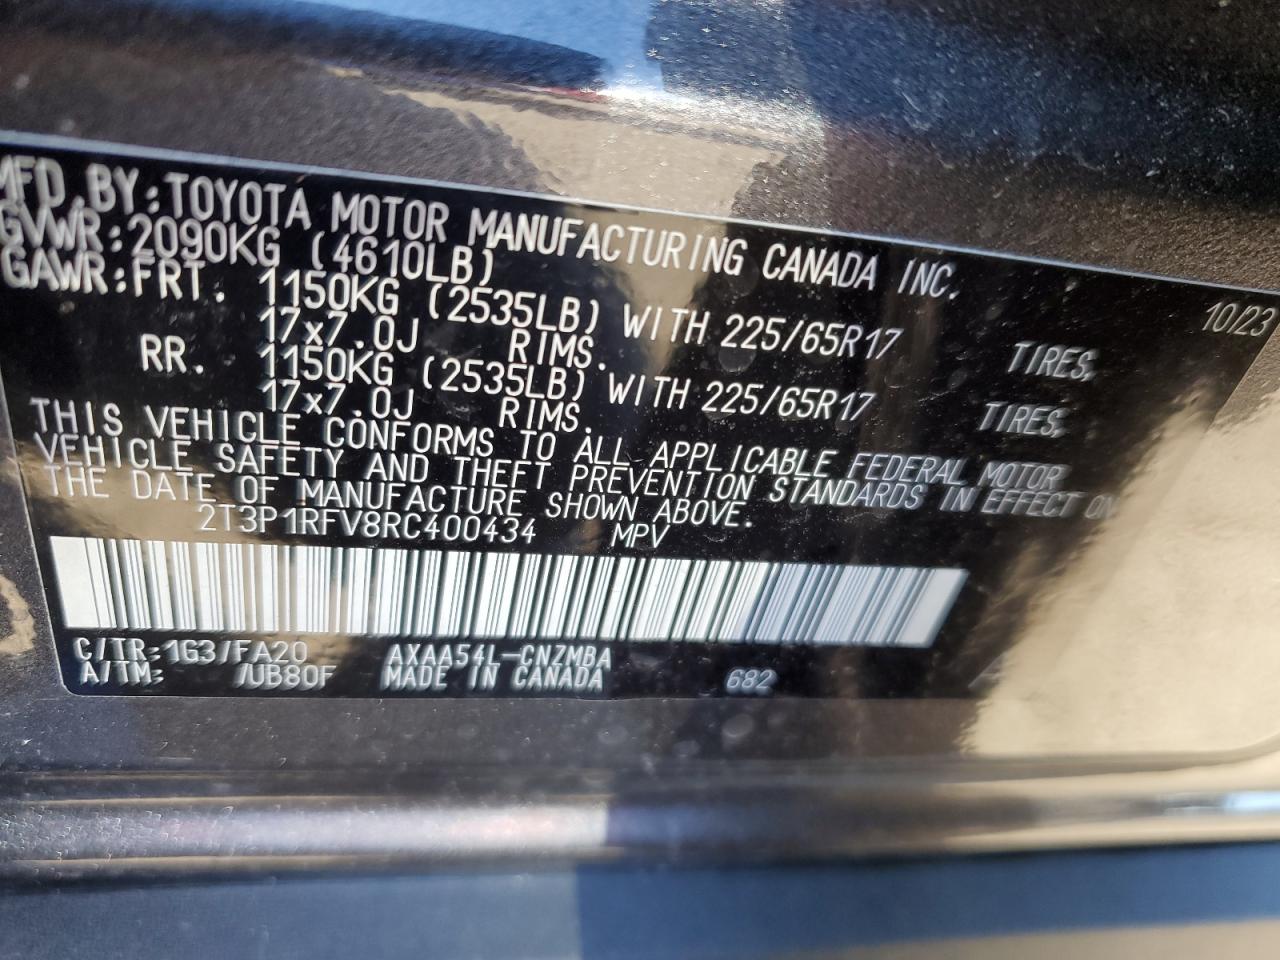 MFD.BY:TOYOTA MOTOR MANUFACTURING CANADA INC.
10/23
GVWR:2090KG (4610LB)
GAWR:FRT. 1150KG (2535LB) WITH 225/65R17 TIRES,
17x7.0J RIMS.
RR. 1150KG (2535LB) WITH 225/65R17 TIRES,
17x7.0J RIMS.
THIS VEHICLE CONFORMS TO ALL APPLICABLE FEDERAL MOTOR
VEHICLE SAFETY AND THEFT PREVENTION STANDARDS IN EFFECT ON
THE DATE OF MANUFACTURE SHOWN ABOVE.
2T3P1RFV8RC400434 MPV
C/TR:1G3/FA20 AXAA54L-CNZMBA
A/TM: /UB80F MADE IN CANADA 682